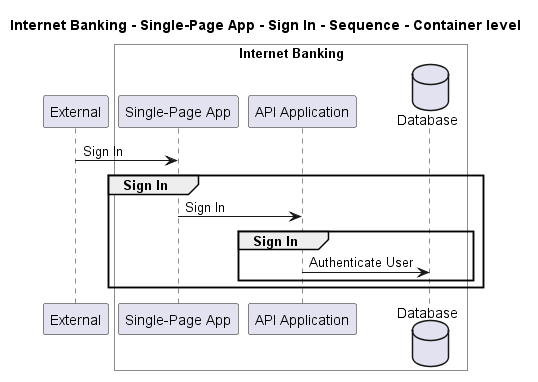 Internet Banking - Single-Page App - Sign In - Sequence - Container level
Internet Banking
External
Single-Page App
API Application
Database
Sign In
Sign In
Sign In
Sign In
Authenticate User
External
Single-Page App
API Application
Database